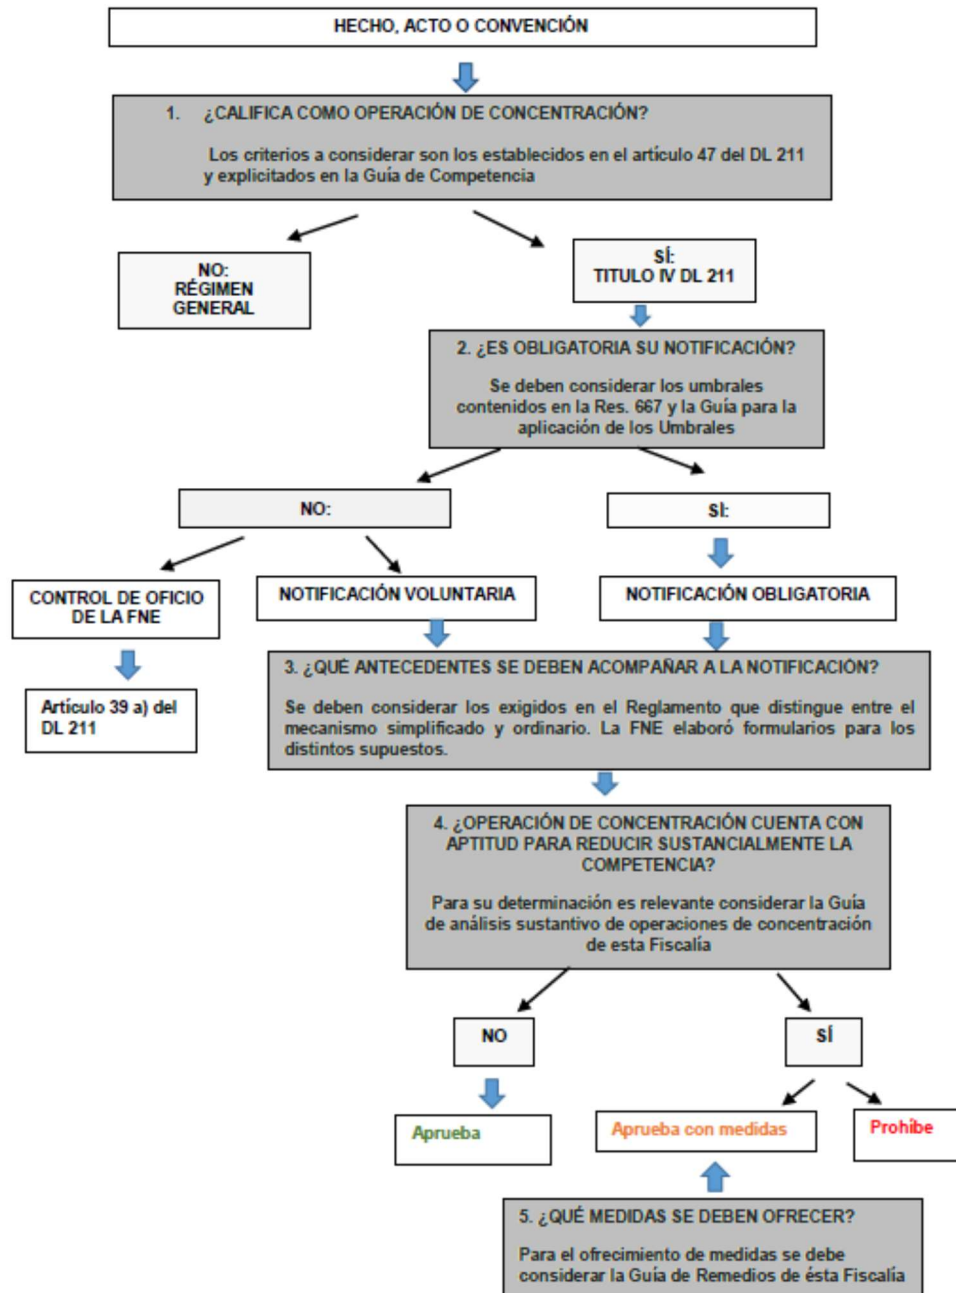 HECHO, ACTO O CONVENCIÓN
1. ¿CALIFICA COMO OPERACIÓN DE CONCENTRACIÓN?
Los criterios a considerar son los establecidos en el artículo 47 del DL 211
y explicitados en la Guía de Competencia
NO:
RÉGIMEN
GENERAL
SÍ:
TITULO IV DL 211
2. ¿ES OBLIGATORIA SU NOTIFICACIÓN?
Se deben considerar los umbrales
contenidos en la Res. 667 y la Guía para la
aplicación de los Umbrales
NO:
SÍ:
CONTROL DE OFICIO
DE LA FNE
NOTIFICACIÓN VOLUNTARIA
NOTIFICACIÓN OBLIGATORIA
Artículo 39 a) del
DL 211
3. ¿QUÉ ANTECEDENTES SE DEBEN ACOMPAÑAR A LA NOTIFICACIÓN?
Se deben considerar los exigidos en el Reglamento que distingue entre el
mecanismo simplificado y ordinario. La FNE elaboró formularios para los
distintos supuestos.
4. ¿OPERACIÓN DE CONCENTRACIÓN CUENTA CON
APTITUD PARA REDUCIR SUSTANCIALMENTE LA
COMPETENCIA?
Para su determinación es relevante considerar la Guía
de análisis sustantivo de operaciones de concentración
de esta Fiscalía
NO
SÍ
Aprueba
Aprueba con medidas
Prohíbe
5. ¿QUÉ MEDIDAS SE DEBEN OFRECER?
Para el ofrecimiento de medidas se debe
considerar la Guía de Remedios de ésta Fiscalía